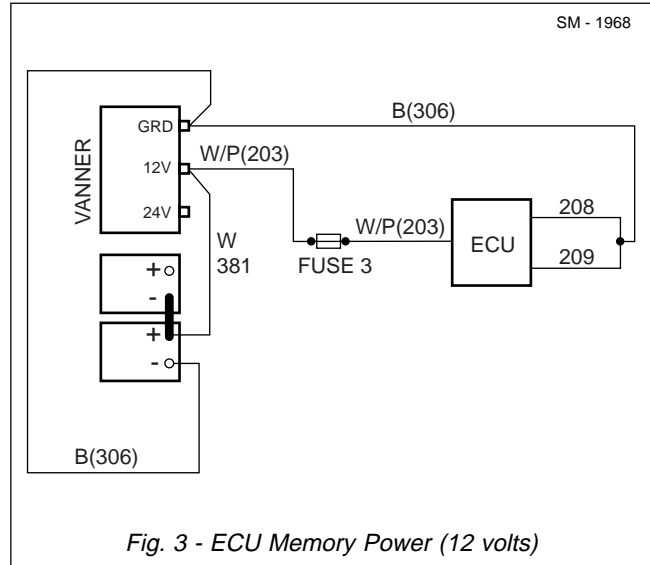 SM - 1968
VANNER
GRD
12V
24V
B(306)
W/P(203)
W/P(203)
FUSE 3
W
381
ECU
208
209
+
-
+
-
B(306)
Fig. 3 - ECU Memory Power (12 volts)